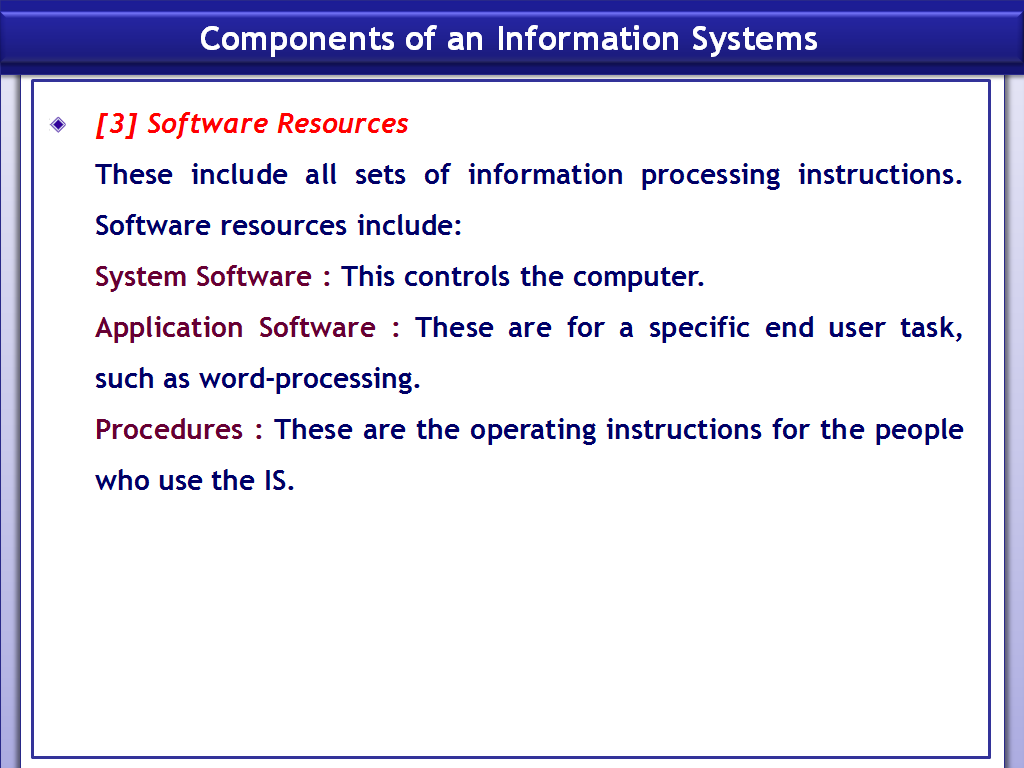 Components of an Information Systems
[3] Software Resources
These include all sets of information processing instructions.
Software resources include:
System Software : This controls the computer.
Application Software : These are for a specific end user task,
such as word-processing.
Procedures : These are the operating instructions for the people
who use the IS.